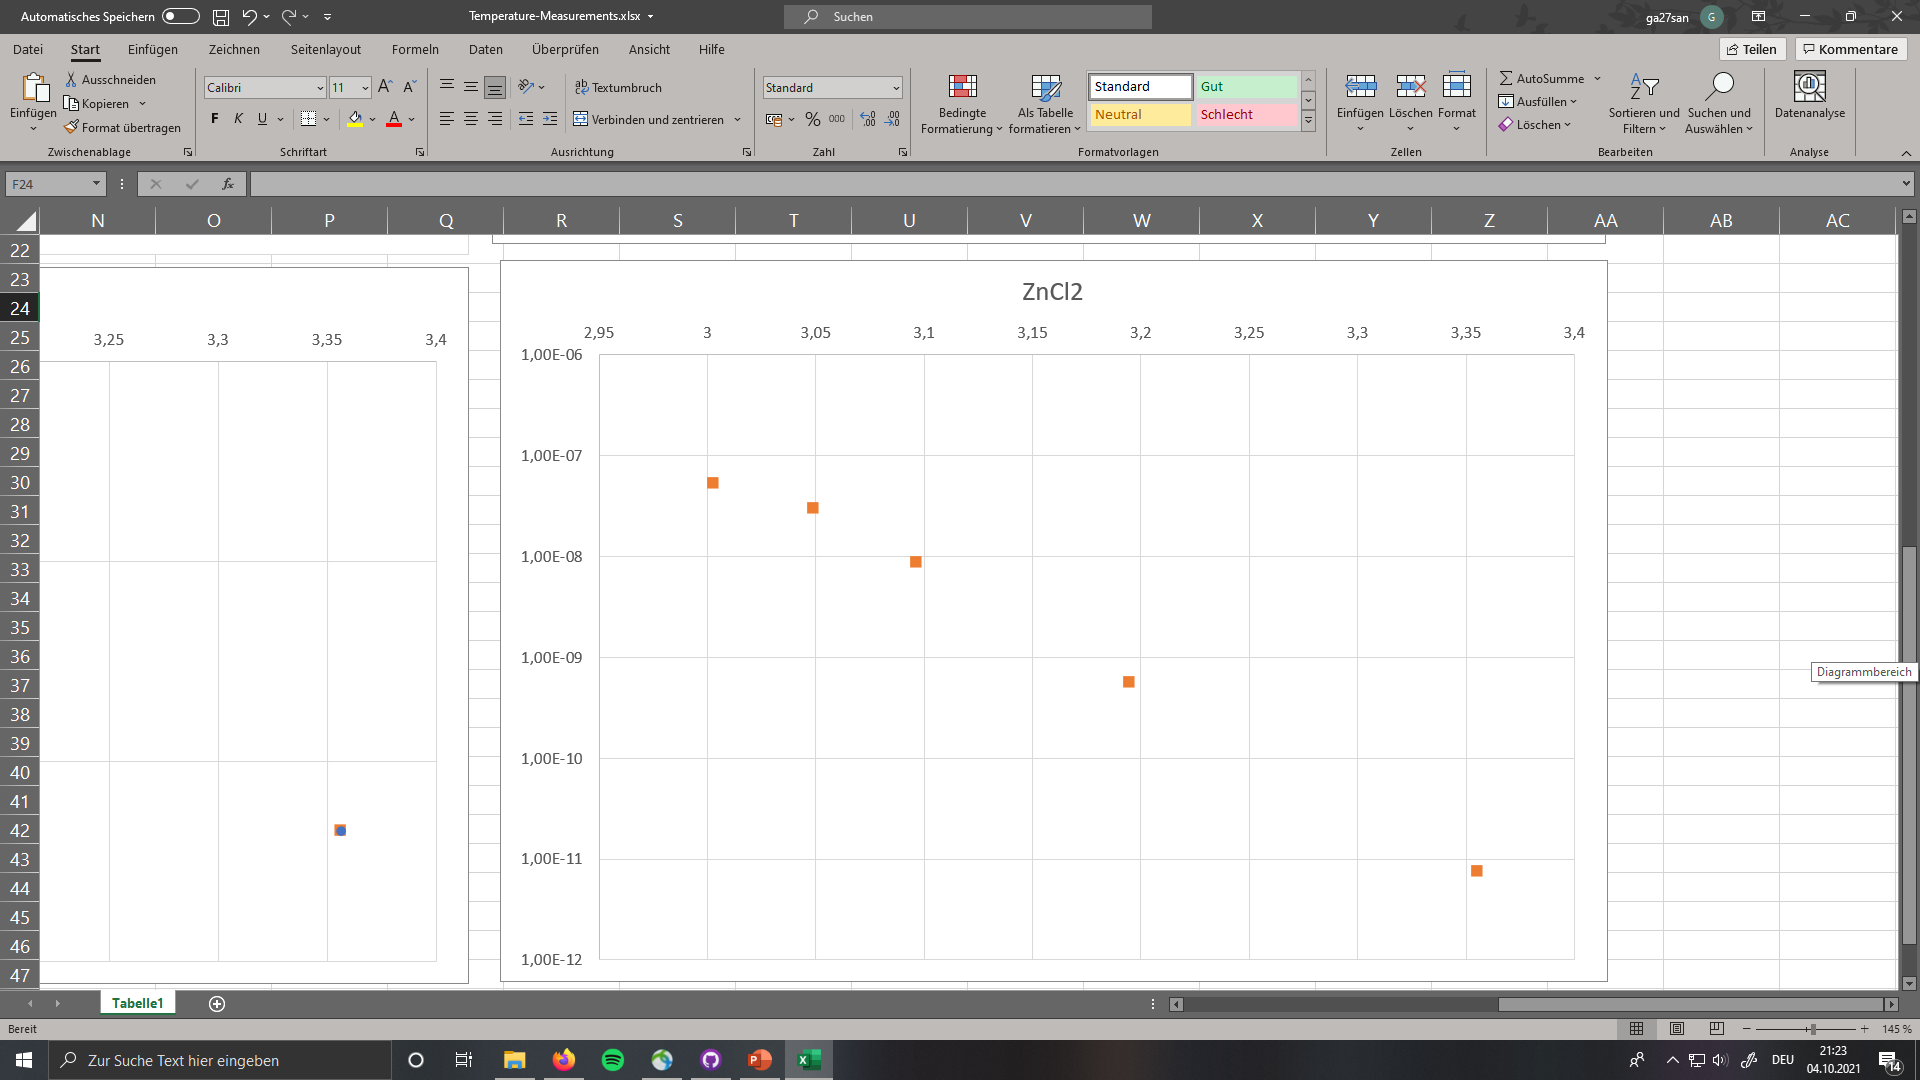 Automatisches Speichern
Temperature-Measurements.xlsx
Suchen
ga27san
G
Datei Start Einfügen Zeichnen Seitenlayout Formeln Daten Überprüfen Ansicht Hilfe
Teilen Kommentare
Einfügen
Ausschneiden
Kopieren
Format übertragen
Zwischenablage
Calibri 11
F K U
Schriftart
Textumbruch
Verbinden und zentrieren
Ausrichtung
Standard
% 000
Zahl
Bedingte Formatierung
Als Tabelle formatieren
Standard Gut
Neutral Schlecht
Formatvorlagen
Einfügen Löschen Format
Zellen
AutoSumme
Ausfüllen
Löschen
Sortieren und Filtern
Suchen und Auswählen
Bearbeiten
Datenanalyse
Analyse
F24
fx
N O P Q R S T U V W X Y Z AA AB AC
22
23
24
25
26
27
28
29
30
31
32
33
34
35
36
37
38
39
40
41
42
43
44
45
46
47
3,25 3,3 3,35 3,4
ZnCl2
2,95 3 3,05 3,1 3,15 3,2 3,25 3,3 3,35 3,4
1,00E-06
1,00E-07
1,00E-08
1,00E-09
1,00E-10
1,00E-11
1,00E-12
Diagrammbereich
Tabelle1
Bereit
145 %
Zur Suche Text hier eingeben
DEU
21:23
04.10.2021
14